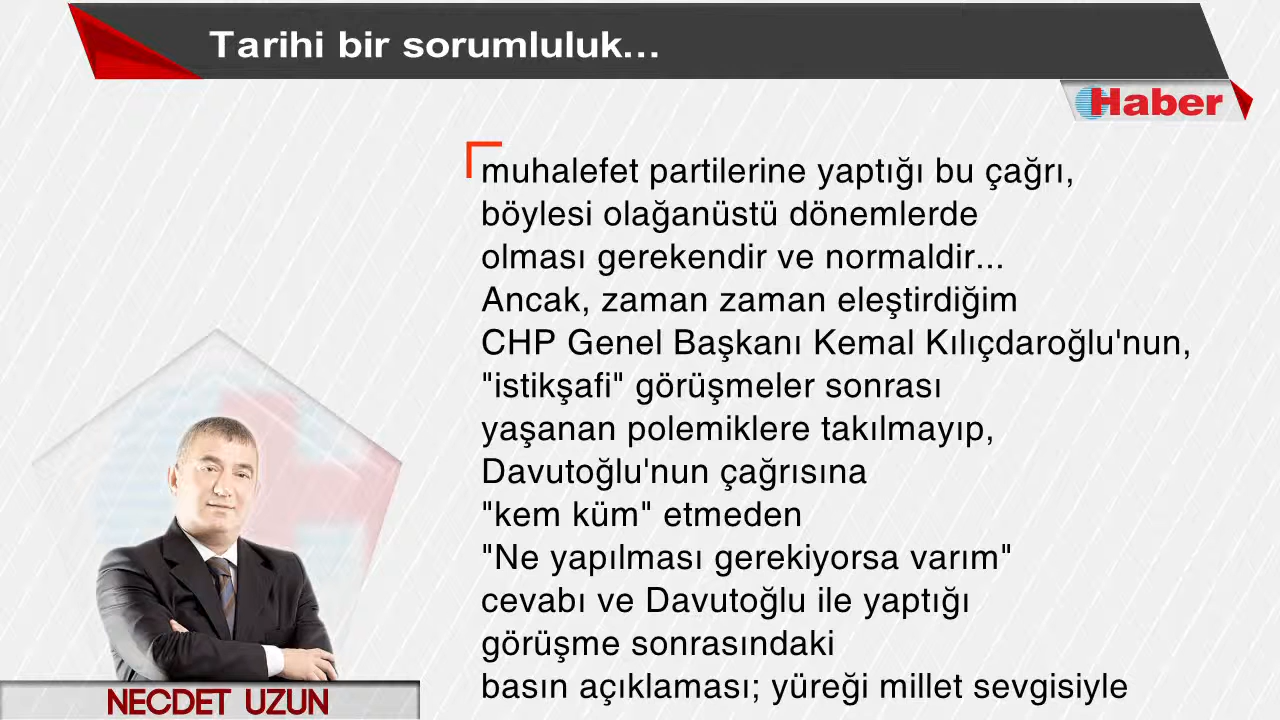 Tarihi bir sorumluluk...
Haber
muhalefet partilerine yaptığı bu çağrı,
böylesi olağanüstü dönemlerde
olması gerekendir ve normaldir...
Ancak, zaman zaman eleştirdiğim
CHP Genel Başkanı Kemal Kılıçdaroğlu'nun,
"istikşafi" görüşmeler sonrası
yaşanan polemiklere takılmayıp,
Davutoğlu'nun çağrısına
"kem küm" etmeden
"Ne yapılması gerekiyorsa varım"
cevabı ve Davutoğlu ile yaptığı
görüşme sonrasındaki
basın açıklaması; yüreği millet sevgisiyle
NECDET UZUN